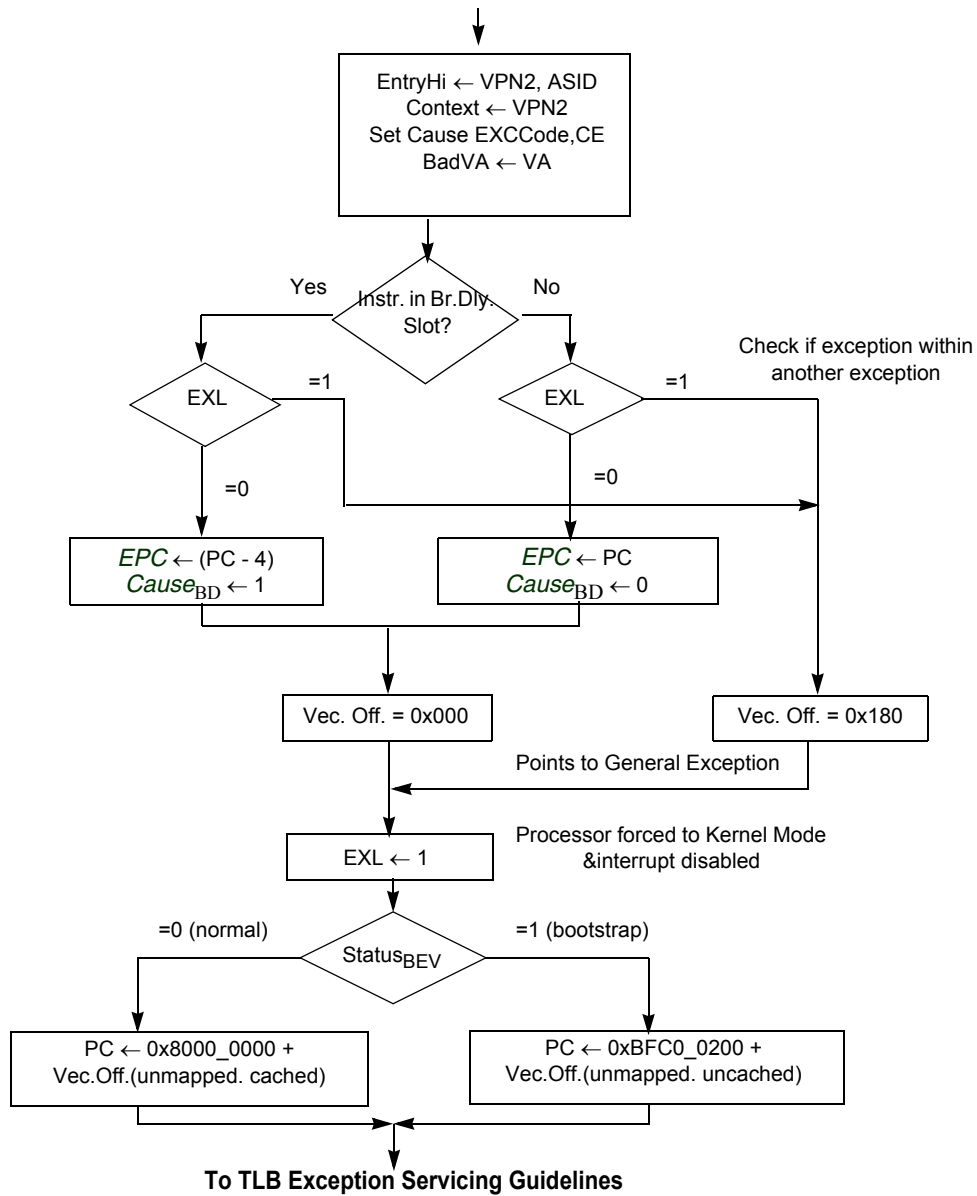 EntryHi ← VPN2, ASID
Context ← VPN2
Set Cause EXCCode,CE
BadVA ← VA
Yes
Instr. in Br.Dly.
Slot?
No
Check if exception within
another exception
EXL
=1
EXL
=1
=0
=0
EPC ← (PC - 4)
CauseBD ← 1
EPC ← PC
CauseBD ← 0
Vec. Off. = 0x000
Vec. Off. = 0x180
Points to General Exception
EXL ← 1
Processor forced to Kernel Mode
&interrupt disabled
=0 (normal)
StatusBEV
=1 (bootstrap)
PC ← 0x8000_0000 +
Vec.Off.(unmapped. cached)
PC ← 0xBFC0_0200 +
Vec.Off.(unmapped. uncached)
To TLB Exception Servicing Guidelines